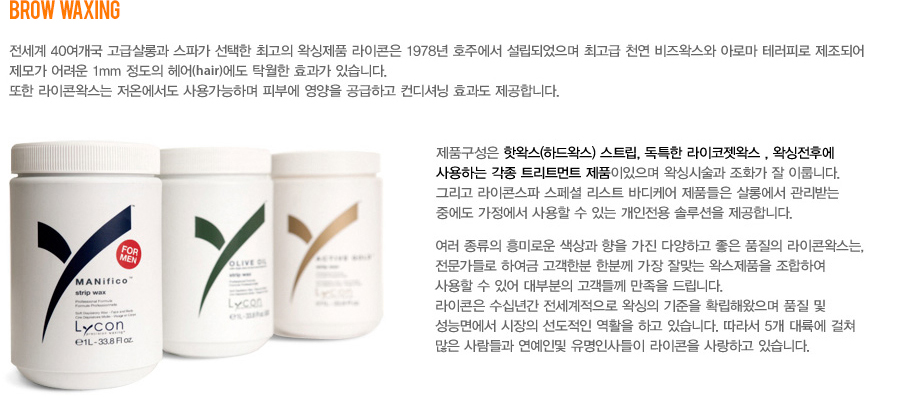 BROW WAXING
전세계 40여개국 고급살롱과 스파가 선택한 최고의 왁싱제품 라이콘은 1978년 호주에서 설립되었으며 최고급 천연 비즈왁스와 아로마 테러피로 제조되어
제모가 어려운 1mm 정도의 헤어(hair)에도 탁월한 효과가 있습니다.
또한 라이콘왁스는 저온에서도 사용가능하며 피부에 영양을 공급하고 컨디셔닝 효과도 제공합니다.
제품구성은 핫왁스(하드왁스) 스트립, 독특한 라이코젯왁스 , 왁싱전후에
사용하는 각종 트리트먼트 제품이있으며 왁싱시술과 조화가 잘 이룹니다.
그리고 라이콘스파 스페셜 리스트 바디케어 제품들은 살롱에서 관리받는
중에도 가정에서 사용할 수 있는 개인전용 솔루션을 제공합니다.
여러 종류의 흥미로운 색상과 향을 가진 다양하고 좋은 품질의 라이콘왁스는,
전문가들로 하여금 고객한분 한분께 가장 잘맞는 왁스제품을 조합하여
사용할 수 있어 대부분의 고객들께 만족을 드립니다.
라이콘은 수십년간 전세계적으로 왁싱의 기준을 확립해왔으며 품질 및
성능면에서 시장의 선도적인 역활을 하고 있습니다. 따라서 5개 대륙에 걸쳐
많은 사람들과 연예인및 유명인사들이 라이콘을 사랑하고 있습니다.
FOR
MEN
MANifico™
strip wax
Professional Formula
Formule Professionnelle
Lycon
precision waxing
℮1L - 33.8 Fl oz.
OLIVE OIL
strip wax
Lycon
℮1L - 33.8
ACTIVE GOLD
strip wax
Lycon